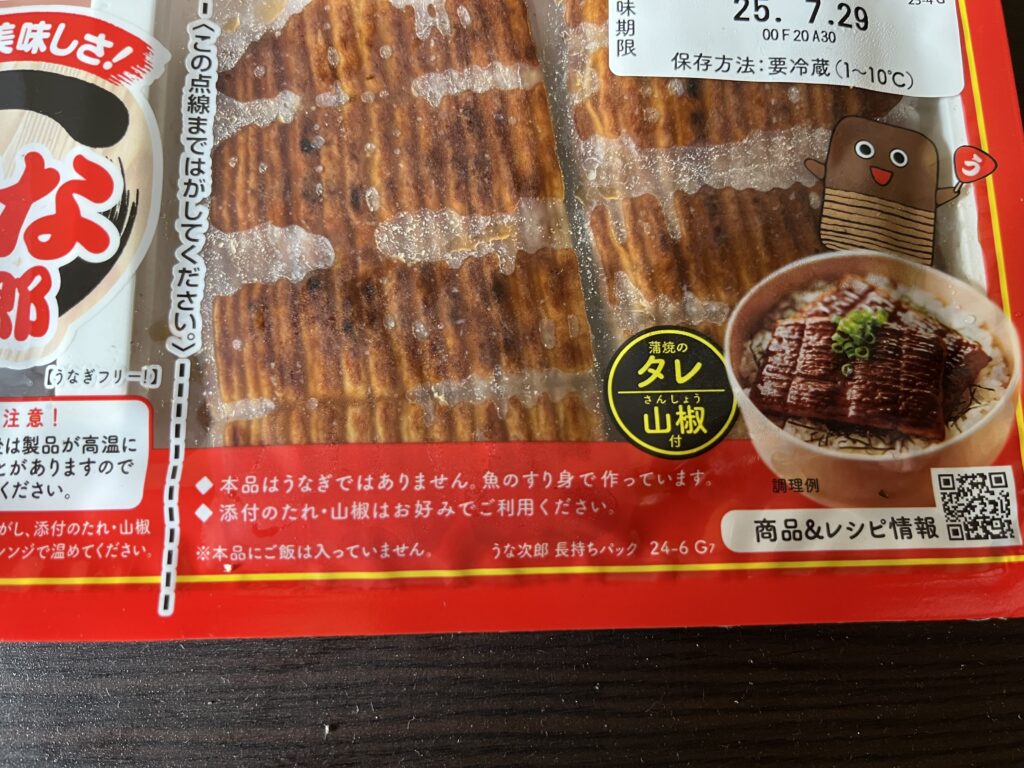 美味しさ!
な
郎
【うなぎフリー!】
注意!
後は製品が高温に
とがありますので
ください。
がし、添付のたれ・山椒
レンジで温めてください。
〈この点線まではがしてください。〉
味期限
25. 7.29
00 F 20 A30
保存方法:要冷蔵(1~10℃)
う
蒲焼の
タレ
さんしょう
山椒
付
調理例
◆ 本品はうなぎではありません。魚のすり身で作っています。
◆ 添付のたれ・山椒はお好みでご利用ください。
※本品にご飯は入っていません。
うな次郎 長持ちパック 24-6 G7
商品&レシピ情報